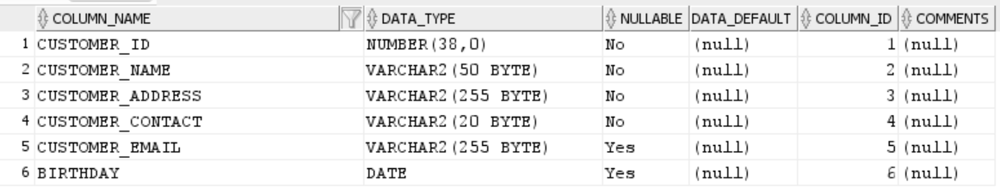 COLUMN_NAME DATA_TYPE NULLABLE DATA_DEFAULT COLUMN_ID COMMENTS
1 CUSTOMER_ID NUMBER(38,0) No (null) 1 (null)
2 CUSTOMER_NAME VARCHAR2(50 BYTE) No (null) 2 (null)
3 CUSTOMER_ADDRESS VARCHAR2(255 BYTE) No (null) 3 (null)
4 CUSTOMER_CONTACT VARCHAR2(20 BYTE) No (null) 4 (null)
5 CUSTOMER_EMAIL VARCHAR2(255 BYTE) Yes (null) 5 (null)
6 BIRTHDAY DATE Yes (null) 6 (null)